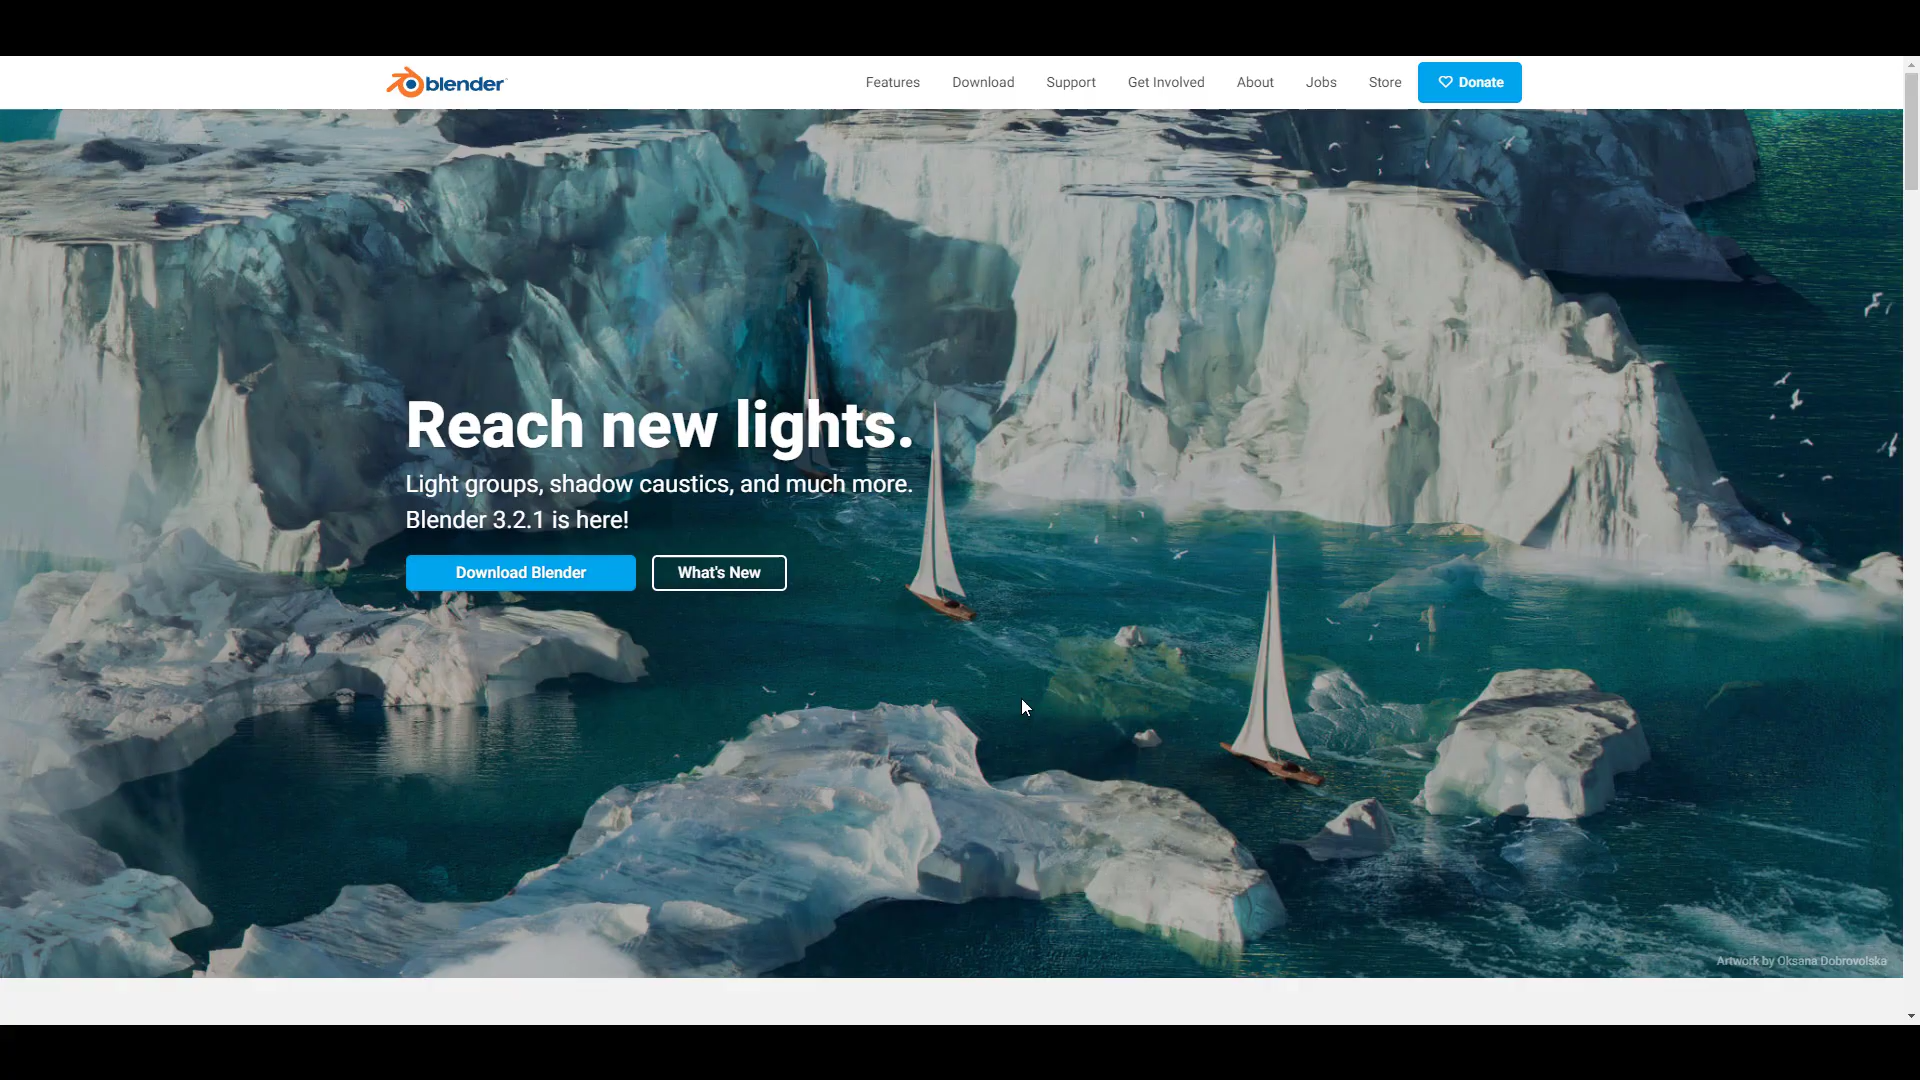 blender
Features
Download
Support
Get Involved
About
Jobs
Store
Donate
Reach new lights.
Light groups, shadow caustics, and much more.
Blender 3.2.1 is here!
Download Blender
What's New
Artwork by Oksana Dobrovolska